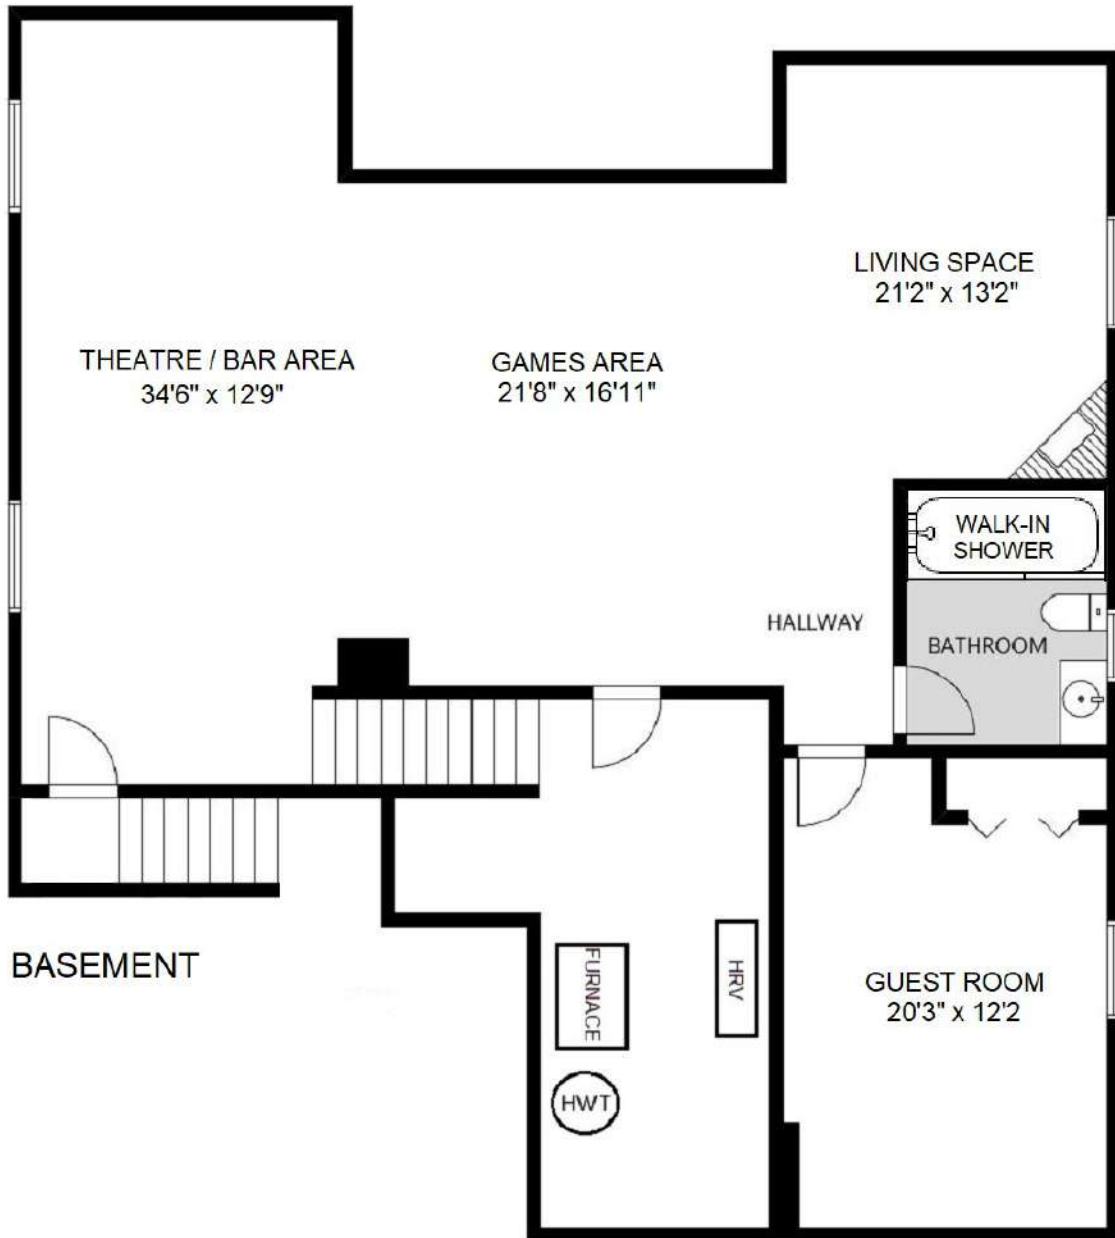 LIVING SPACE
21'2" x 13'2"
THEATRE / BAR AREA
34'6" x 12'9"
GAMES AREA
21'8" x 16'11"
WALK-IN
SHOWER
HALLWAY
BATHROOM
BASEMENT
FURNACE
HRV
GUEST ROOM
20'3" x 12'2
HWT